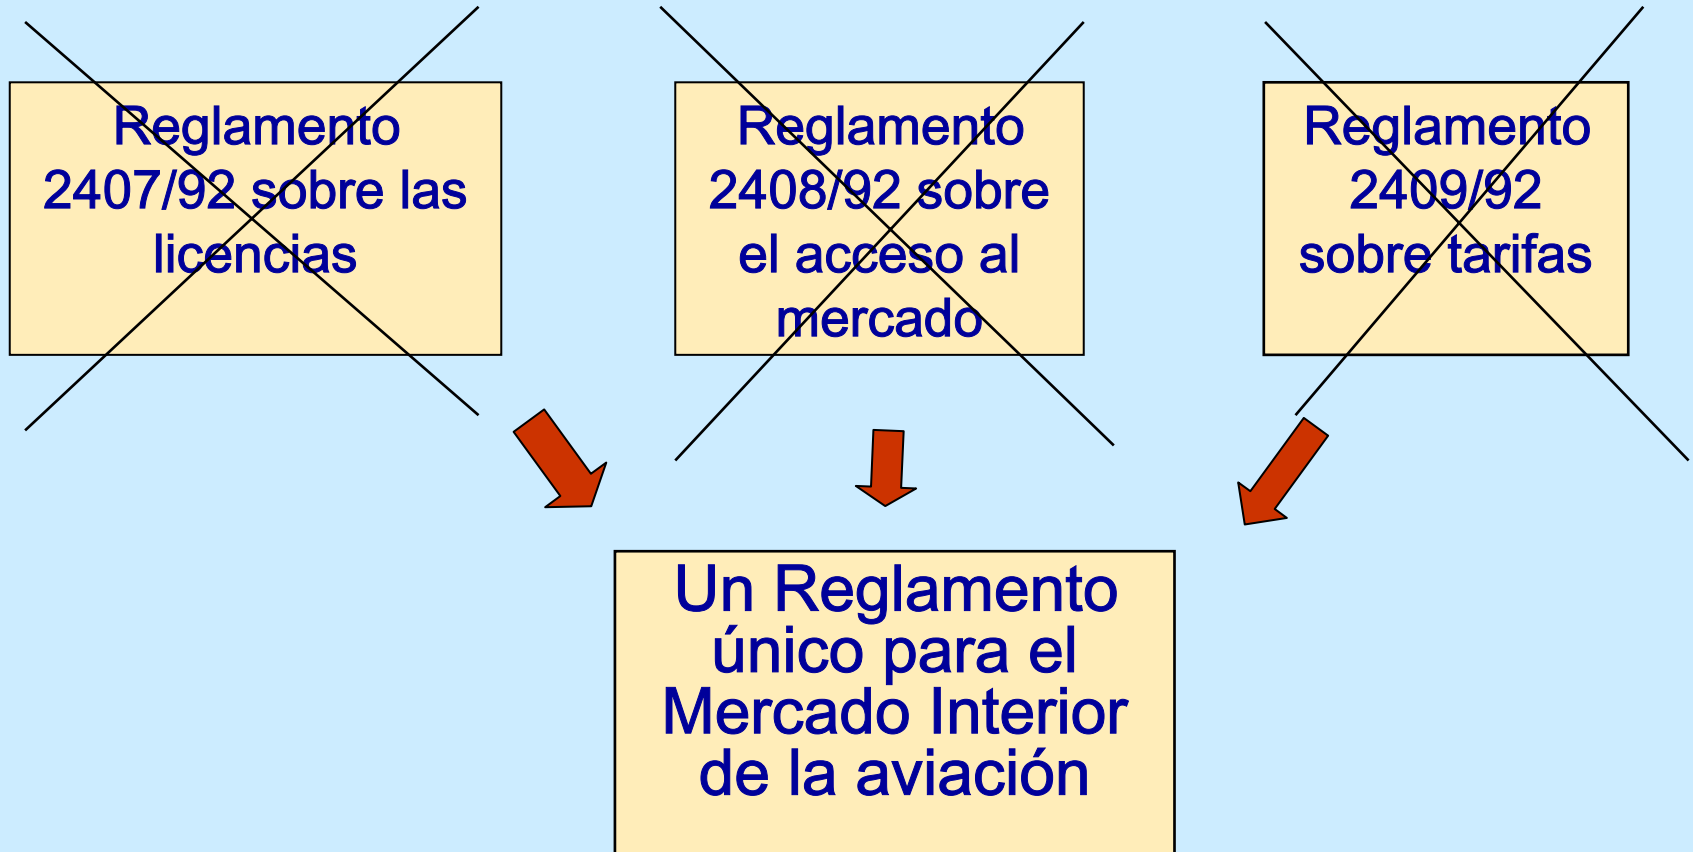 Reglamento
2407/92 sobre las
licencias
Reglamento
2408/92 sobre
el acceso al
mercado
Reglamento
2409/92
sobre tarifas
Un Reglamento
único para el
Mercado Interior
de la aviación